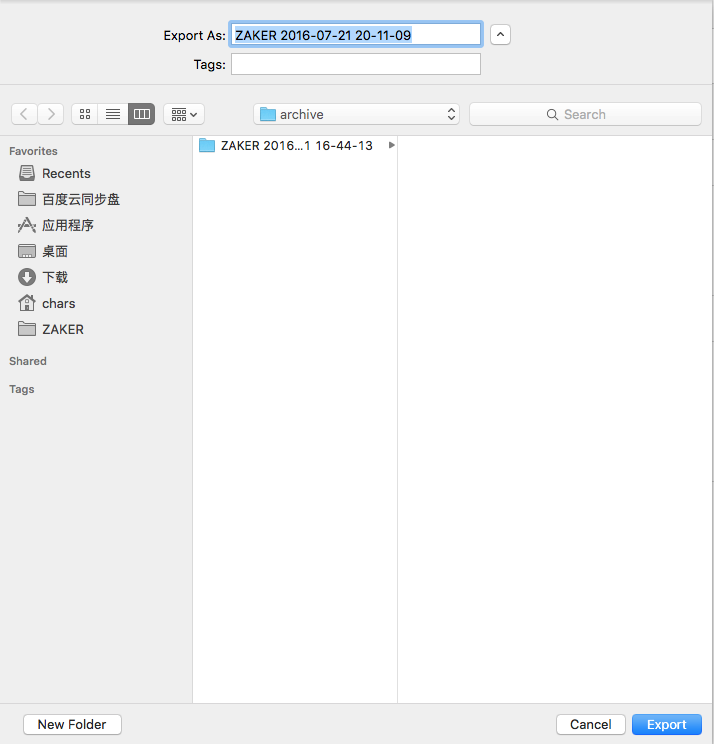 Export As: ZAKER 2016-07-21 20-11-09
Tags:
archive
Search
Favorites
Recents
百度云同步盘
应用程序
桌面
下载
chars
ZAKER
Shared
Tags
ZAKER 2016...1 16-44-13
New Folder
Cancel
Export